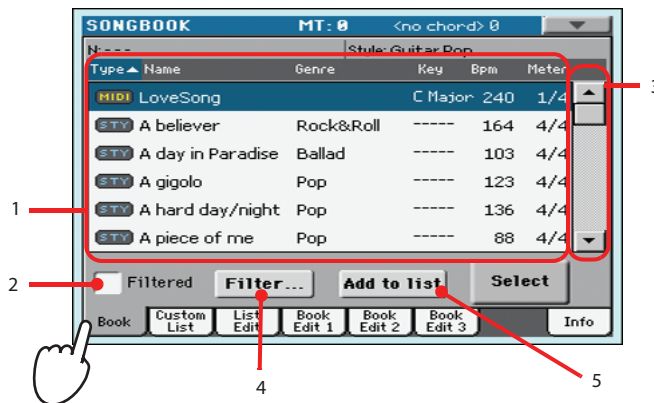 SONGBOOK MT: 0 <no chord> 0
N: --- Style: Guitar Pop
Type Name Genre Key Bpm Meter
MIDI LoveSong C Major 240 1/4
STY A believer Rock&Roll ----- 164 4/4
STY A day in Paradise Ballad ----- 103 4/4
STY A gigolo Pop ----- 123 4/4
STY A hard day/night Pop ----- 136 4/4
STY A piece of me Pop ----- 88 4/4
Filtered Filter... Add to list Select
Book Custom List List Edit Book Edit 1 Book Edit 2 Book Edit 3 Info
1
2
3
4
5